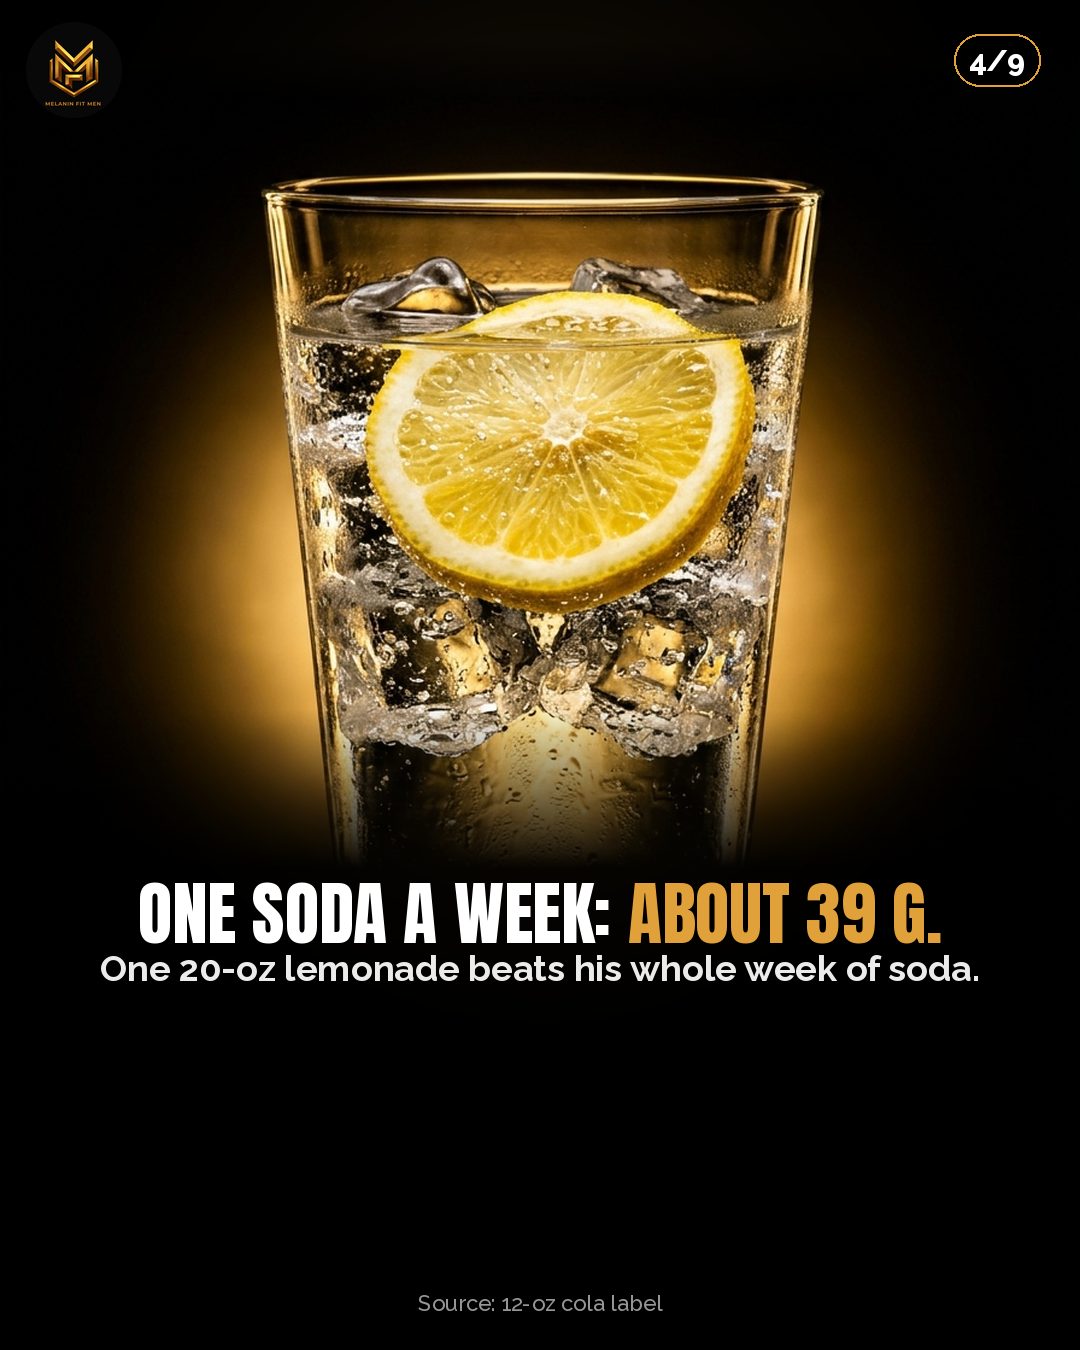 MELANIN FIT MEN
4/9
ONE SODA A WEEK: ABOUT 39 G.
One 20-oz lemonade beats his whole week of soda.
Source: 12-oz cola label